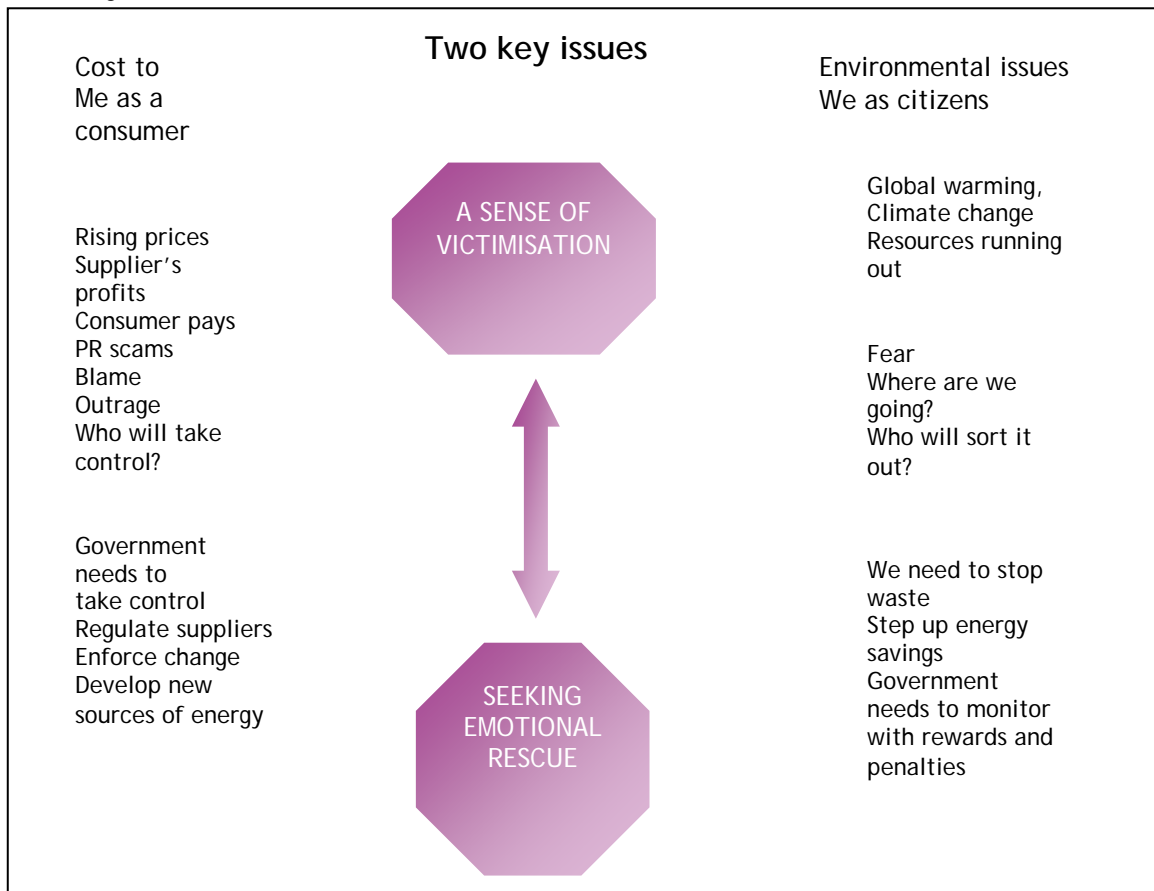 Two key issues
Cost to
Me as a
consumer
Environmental issues
We as citizens
A SENSE OF
VICTIMISATION
Rising prices
Supplier's
profits
Consumer pays
PR scams
Blame
Outrage
Who will take
control?
Global warming,
Climate change
Resources running
out
Fear
Where are we
going?
Who will sort it
out?
Government
needs to
take control
Regulate suppliers
Enforce change
Develop new
sources of energy
SEEKING
EMOTIONAL
RESCUE
We need to stop
waste
Step up energy
savings
Government
needs to monitor
with rewards and
penalties